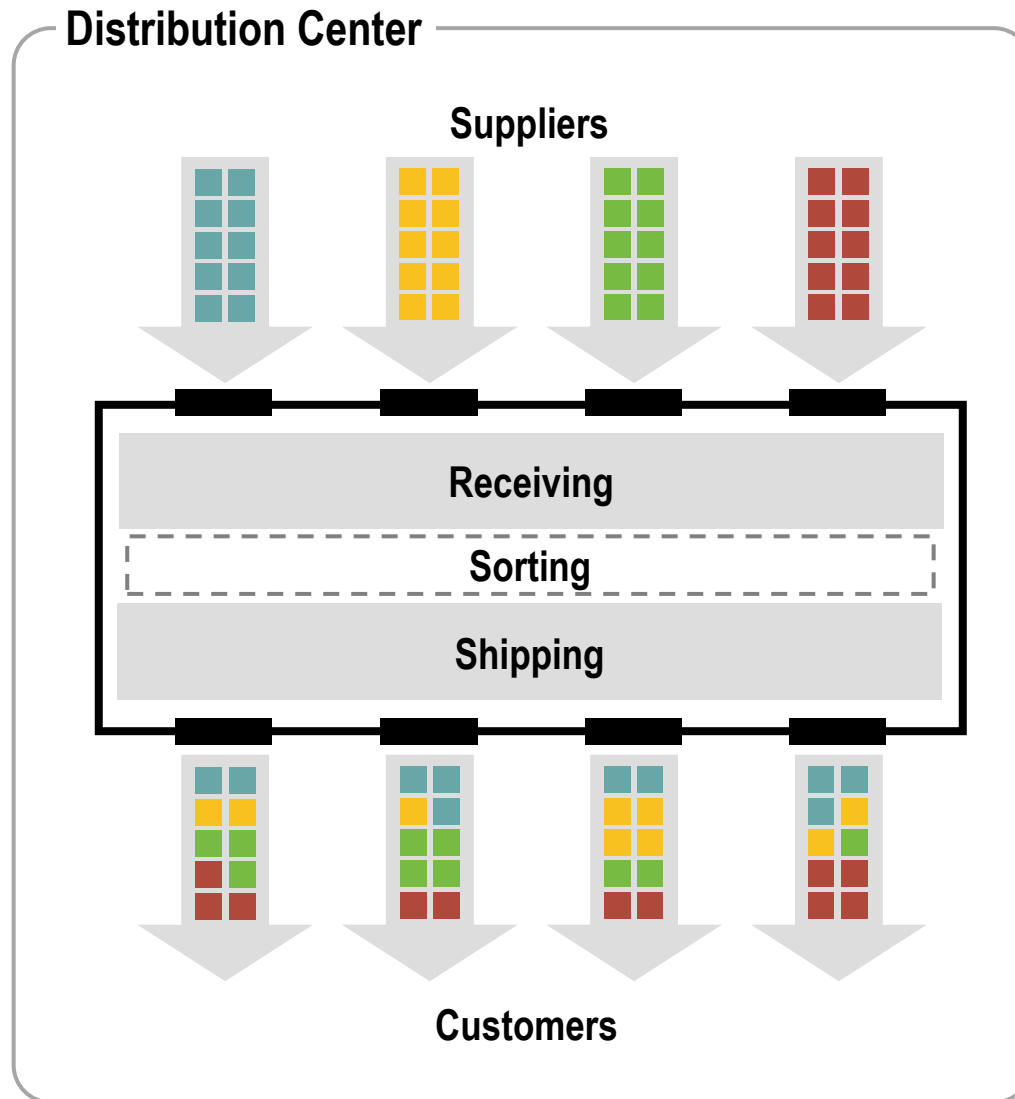 Distribution Center
Suppliers
Receiving
Sorting
Shipping
Customers